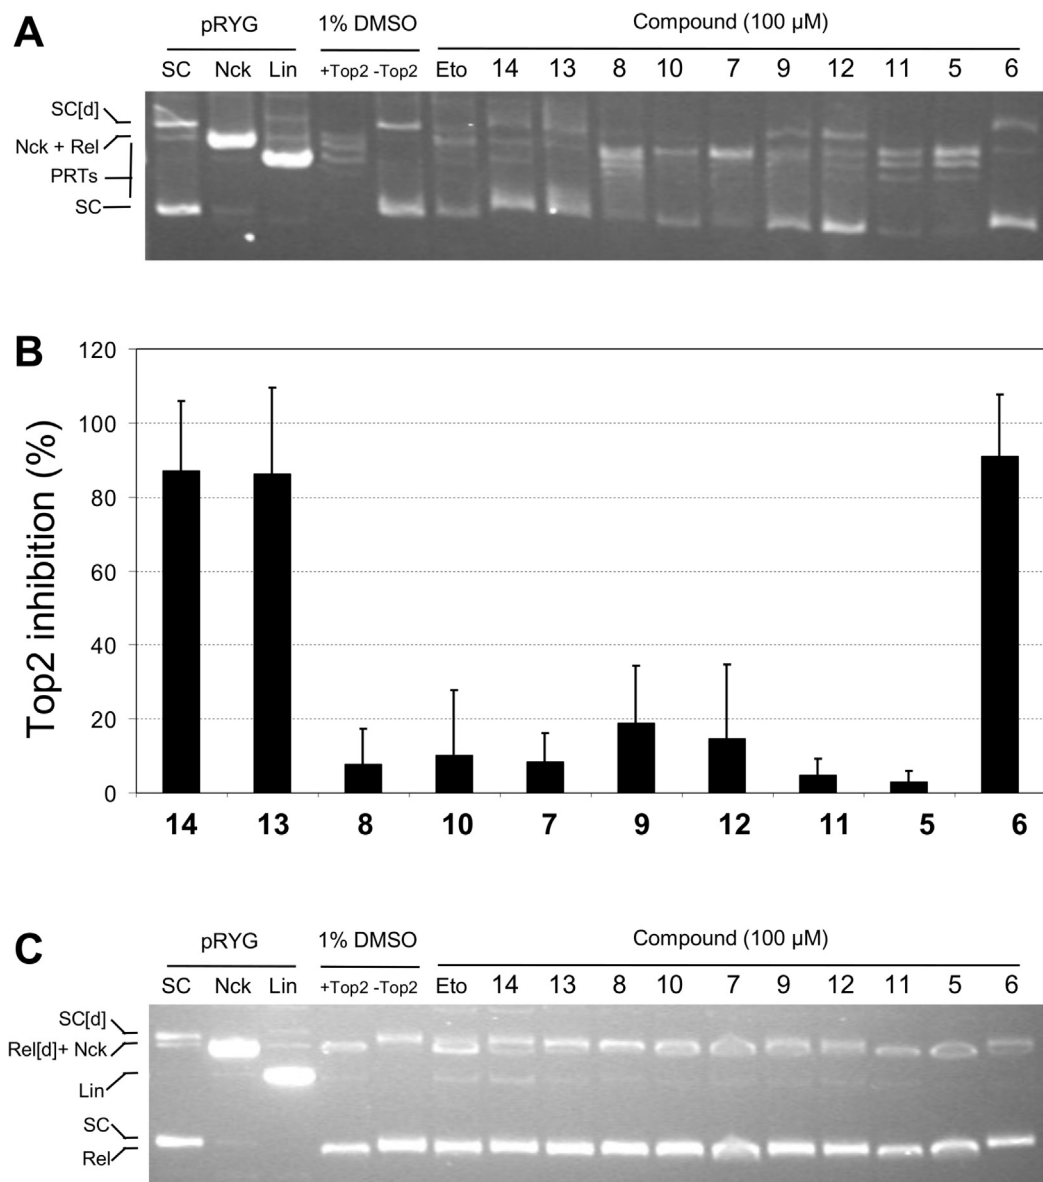 A
pRYG 1% DMSO Compound (100 µM)
SC Nck Lin +Top2 -Top2 Eto 14 13 8 10 7 9 12 11 5 6
SC[d]
Nck + Rel
PRTs
SC
B
Top2 inhibition (%)
120
100
80
60
40
20
0
14 13 8 10 7 9 12 11 5 6
C
pRYG 1% DMSO Compound (100 µM)
SC Nck Lin +Top2 -Top2 Eto 14 13 8 10 7 9 12 11 5 6
SC[d]
Rel[d]+ Nck
Lin
SC
Rel